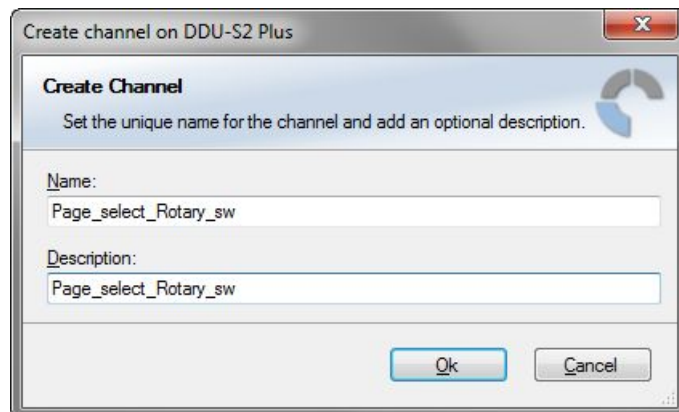 Create channel on DDU-S2 Plus
Create Channel
Set the unique name for the channel and add an optional description.
Name:
Page_select_Rotary_sw
Description:
Page_select_Rotary_sw
Ok Cancel